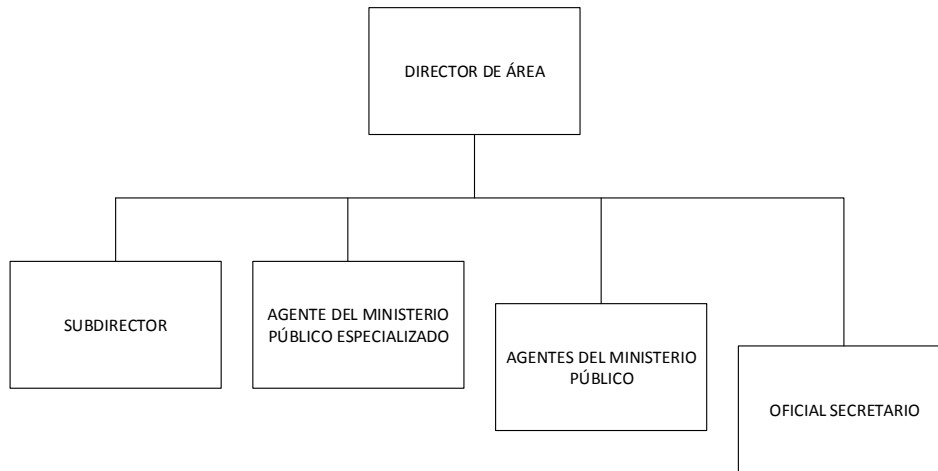 DIRECTOR DE ÁREA
SUBDIRECTOR
AGENTE DEL MINISTERIO
PÚBLICO ESPECIALIZADO
AGENTES DEL MINISTERIO
PÚBLICO
OFICIAL SECRETARIO